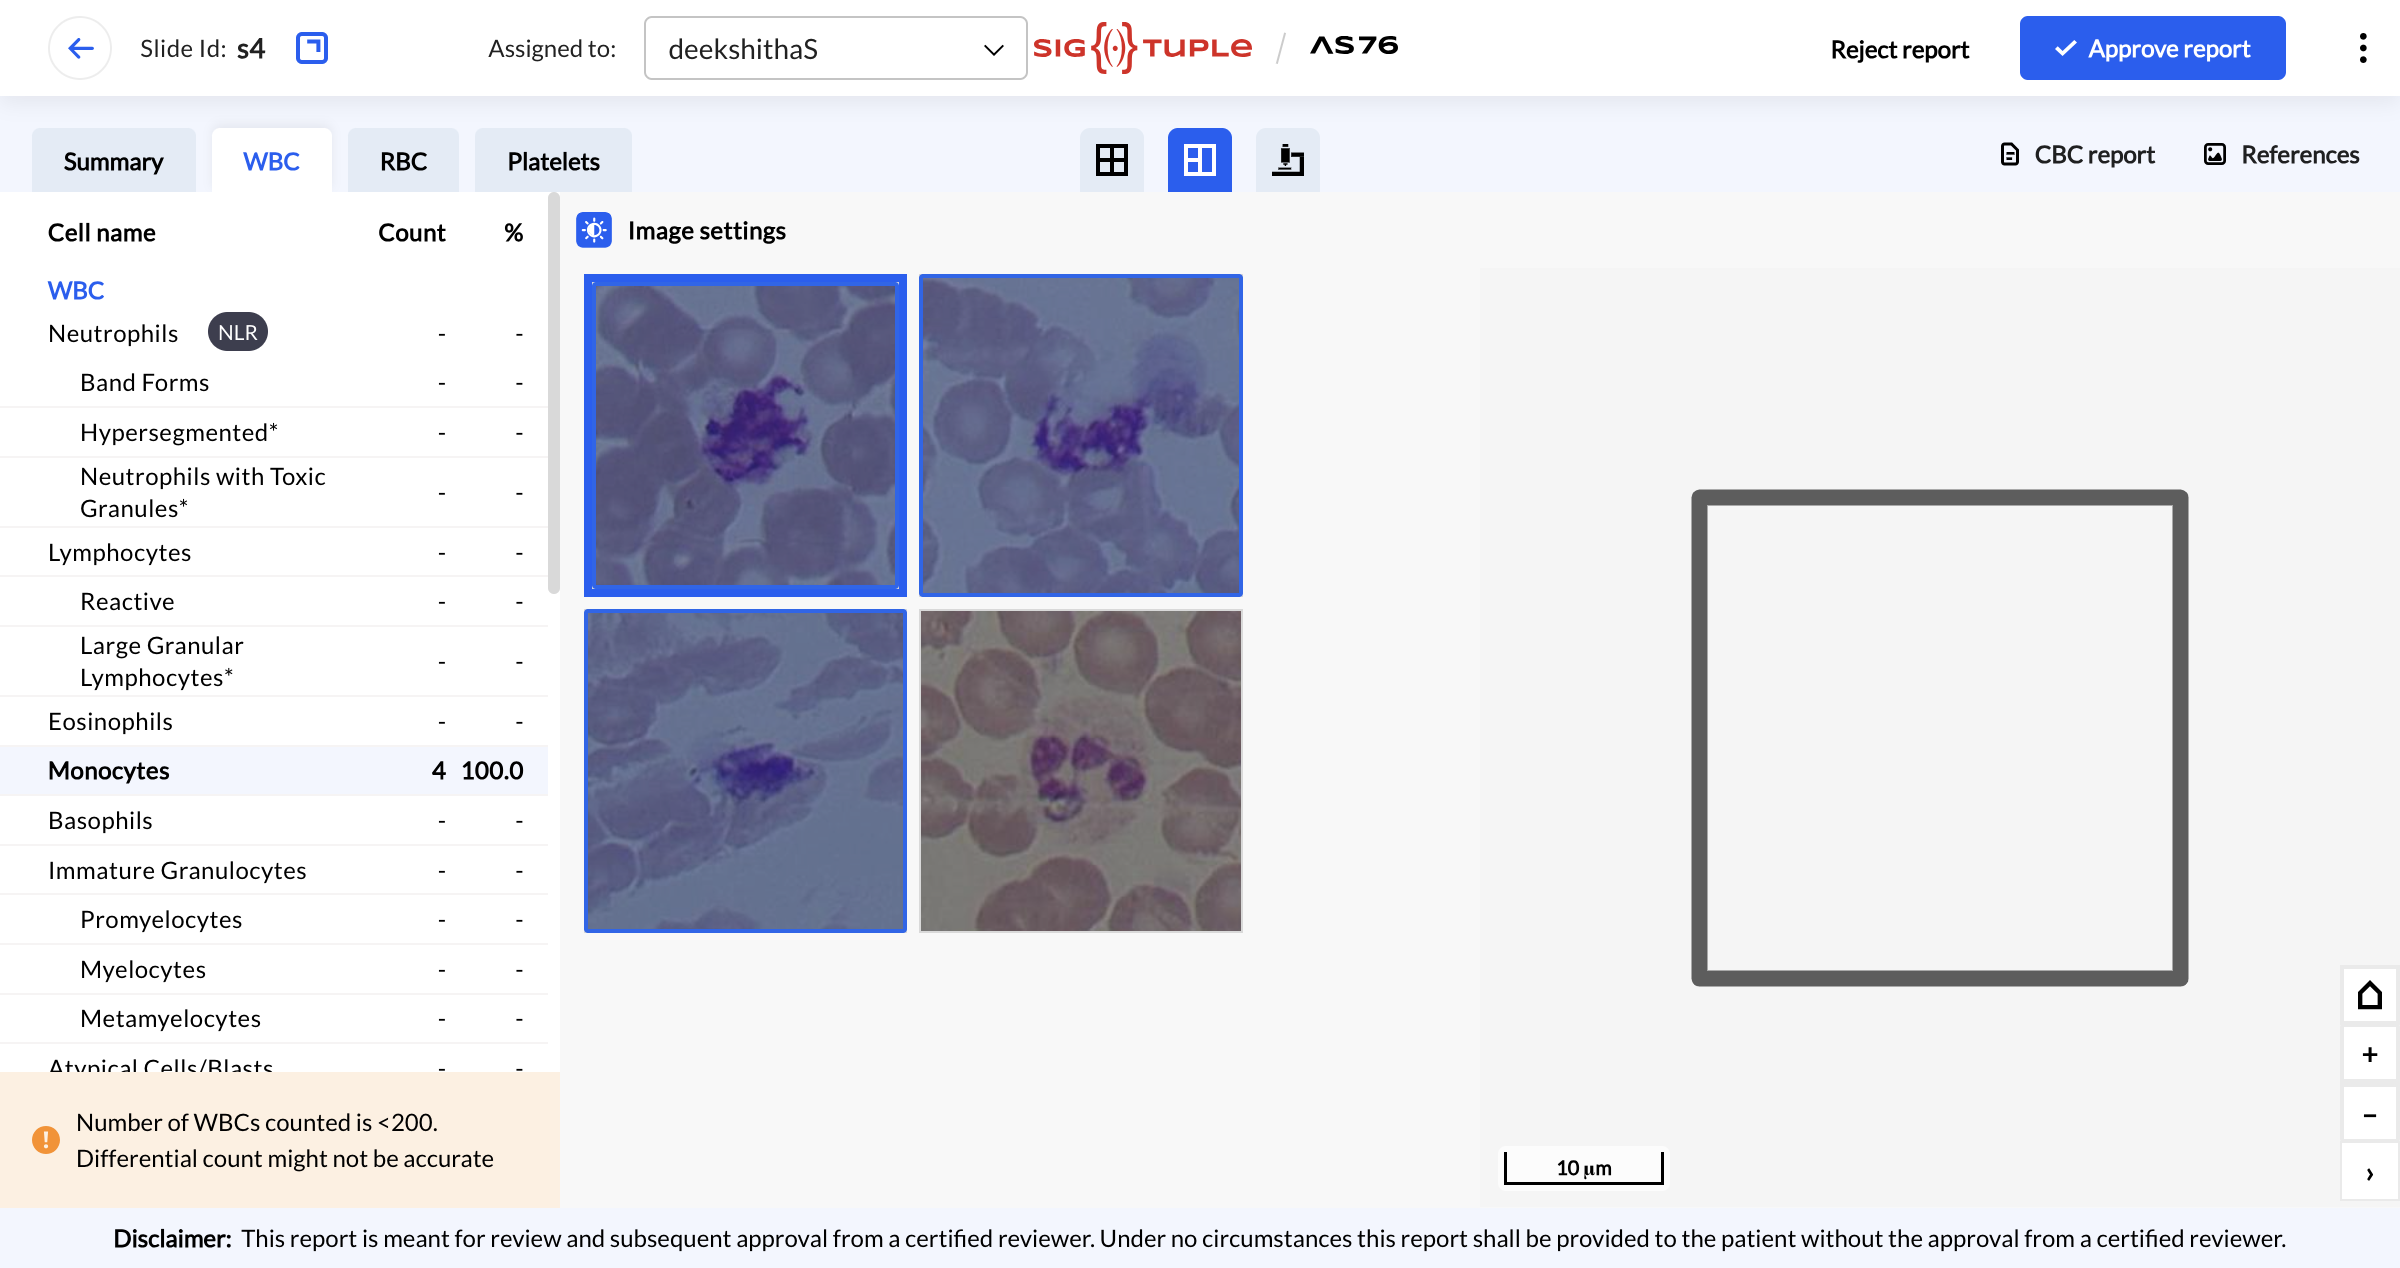 Slide Id: s4
Assigned to: deekshithaS
SIG TUPLE / AS76
Reject report
Approve report
Summary
WBC
RBC
Platelets
CBC report
References
Cell name Count %
WBC
Neutrophils NLR - -
Band Forms - -
Hypersegmented* - -
Neutrophils with Toxic
Granules* - -
Lymphocytes - -
Reactive - -
Large Granular
Lymphocytes* - -
Eosinophils - -
Monocytes 4 100.0
Basophils - -
Immature Granulocytes - -
Promyelocytes - -
Myelocytes - -
Metamyelocytes - -
Atypical Cells/Blasts - -
Number of WBCs counted is <200.
Differential count might not be accurate
Image settings
10 µm
Disclaimer: This report is meant for review and subsequent approval from a certified reviewer. Under no circumstances this report shall be provided to the patient without the approval from a certified reviewer.